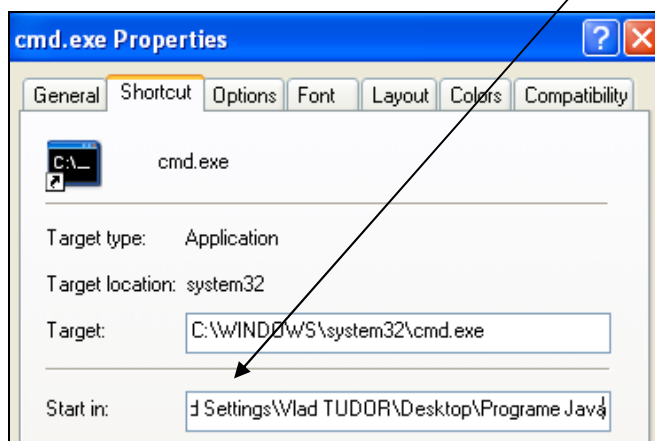 cmd.exe Properties
General Shortcut Options Font Layout Colors Compatibility
C:\_
cmd.exe
Target type: Application
Target location: system32
Target: C:\WINDOWS\system32\cmd.exe
Start in: Settings\Vlad TUDOR\Desktop\Programe Java